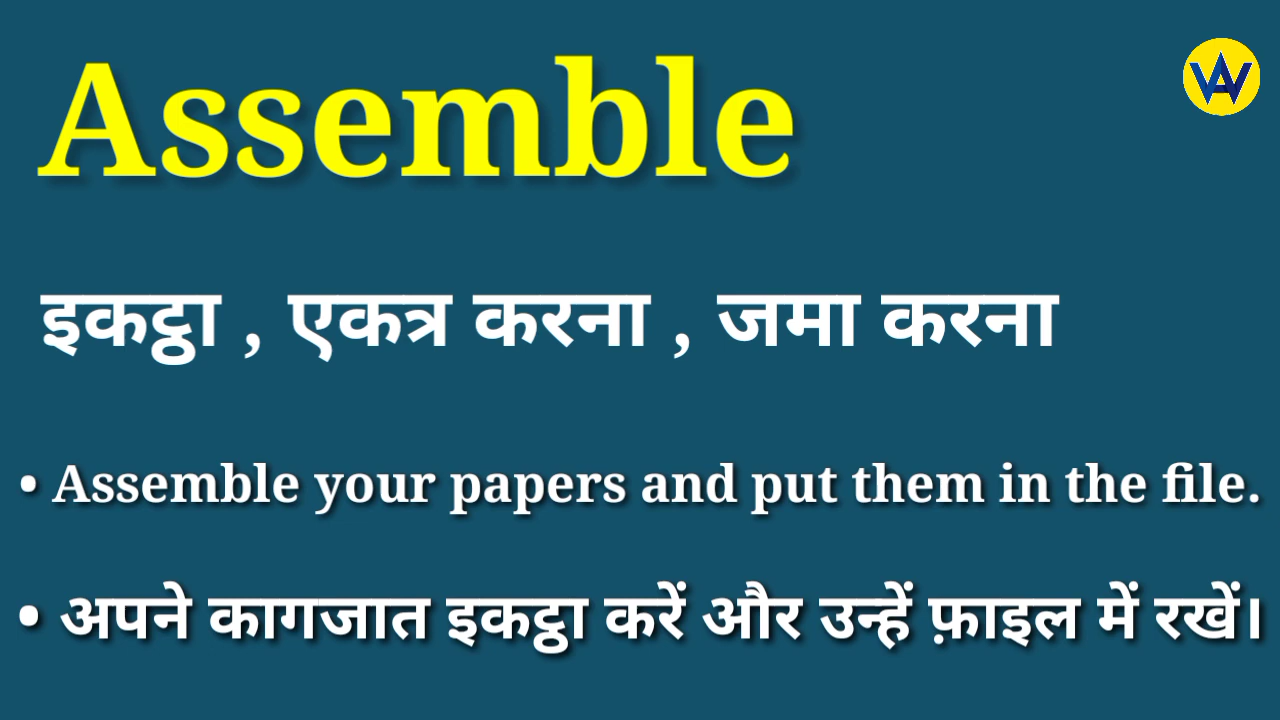 Assemble
इकट्ठा , एकत्र करना , जमा करना
• Assemble your papers and put them in the file.
• अपने कागजात इकट्ठा करें और उन्हें फ़ाइल में रखें।